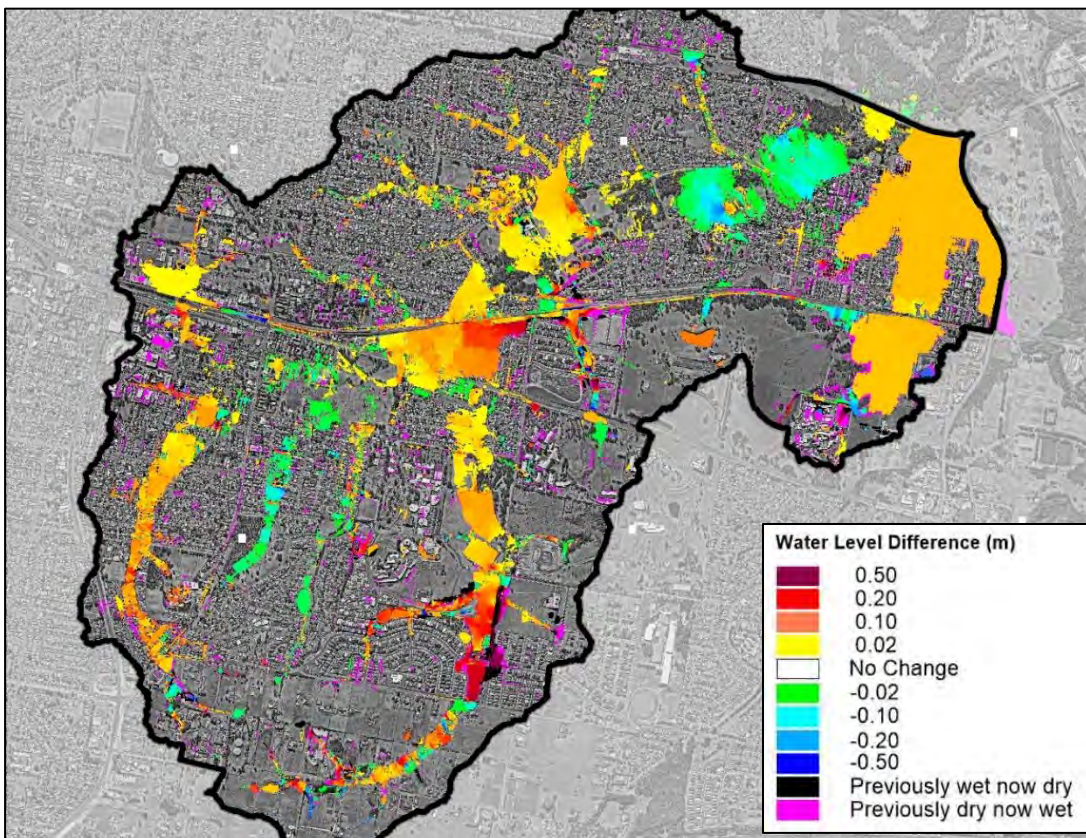 Water Level Difference (m)
0.50
0.20
0.10
0.02
No Change
-0.02
-0.10
-0.20
-0.50
Previously wet now dry
Previously dry now wet